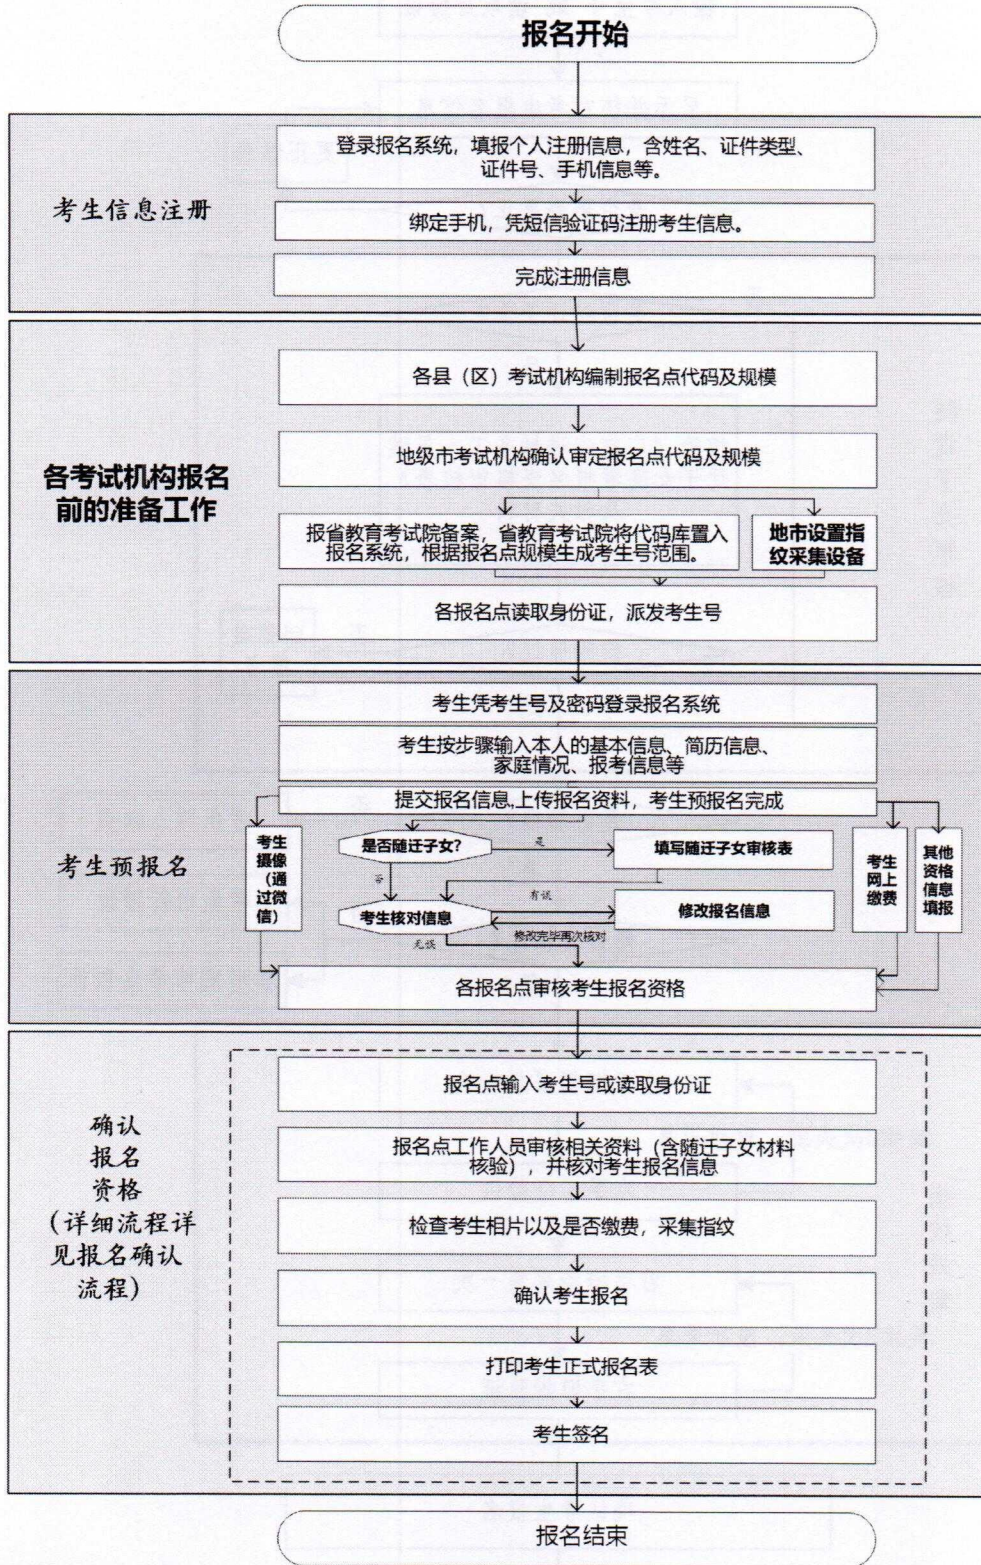 报名开始
考生信息注册
登录报名系统，填报个人注册信息，含姓名、证件类型、
证件号、手机信息等。
绑定手机，凭短信验证码注册考生信息。
完成注册信息
各考试机构报名
前的准备工作
各县（区）考试机构编制报名点代码及规模
地级市考试机构确认审定报名点代码及规模
报省教育考试院备案，省教育考试院将代码库置入
报名系统，根据报名点规模生成考生号范围。
地市设置指
纹采集设备
各报名点读取身份证，派发考生号
考生预报名
考生凭考生号及密码登录报名系统
考生按步骤输入本人的基本信息、简历信息、
家庭情况、报考信息等
提交报名信息,上传报名资料，考生预报名完成
考生
摄像
（通
过微
信）
是否随迁子女？
是
填写随迁子女审核表
否
有误
考生核对信息
修改报名信息
修改完毕再次核对
无误
考生
网上
缴费
其他
资格
信息
填报
各报名点审核考生报名资格
确认
报名
资格
（详细流程详
见报名确认
流程）
报名点输入考生号或读取身份证
报名点工作人员审核相关资料（含随迁子女材料
核验），并核对考生报名信息
检查考生相片以及是否缴费，采集指纹
确认考生报名
打印考生正式报名表
考生签名
报名结束